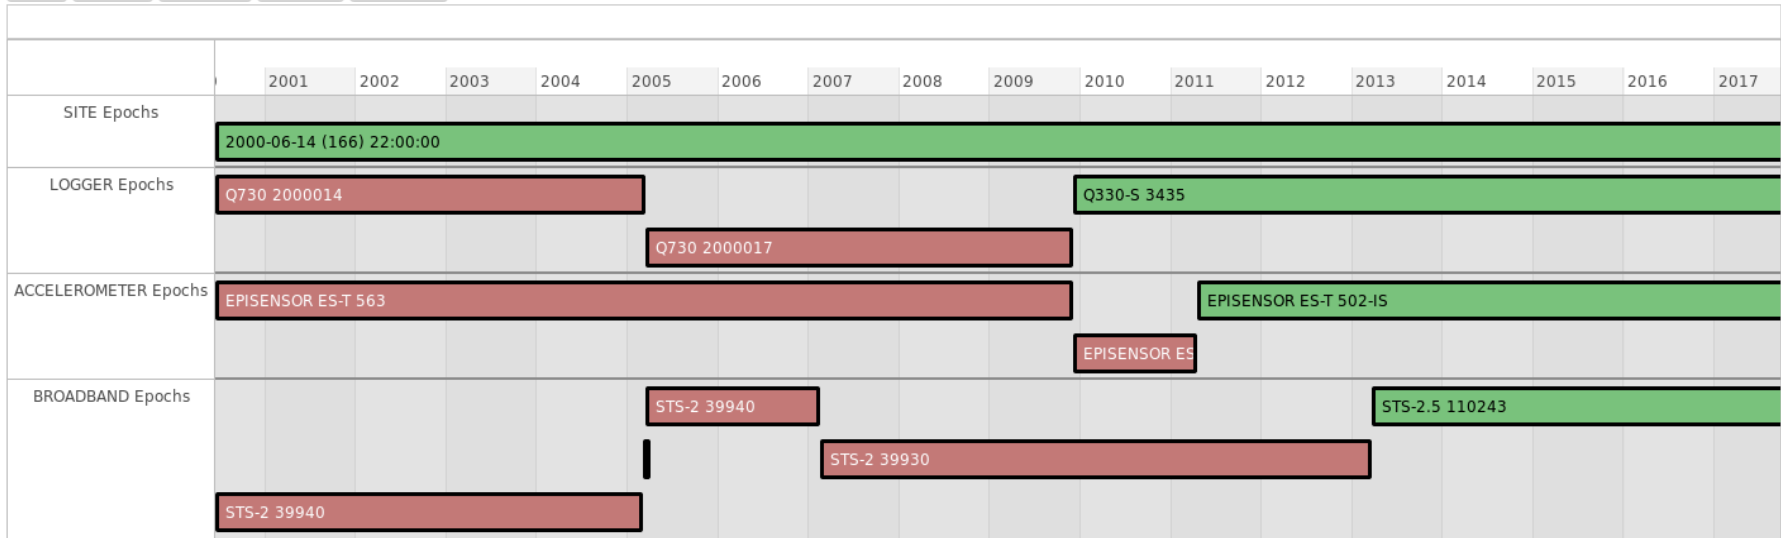 2001 2002 2003 2004 2005 2006 2007 2008 2009 2010 2011 2012 2013 2014 2015 2016 2017
SITE Epochs
2000-06-14 (166) 22:00:00
LOGGER Epochs
Q730 2000014
Q330-S 3435
Q730 2000017
ACCELEROMETER Epochs
EPISENSOR ES-T 563
EPISENSOR ES-T 502-IS
EPISENSOR ES
BROADBAND Epochs
STS-2 39940
STS-2.5 110243
STS-2 39930
STS-2 39940